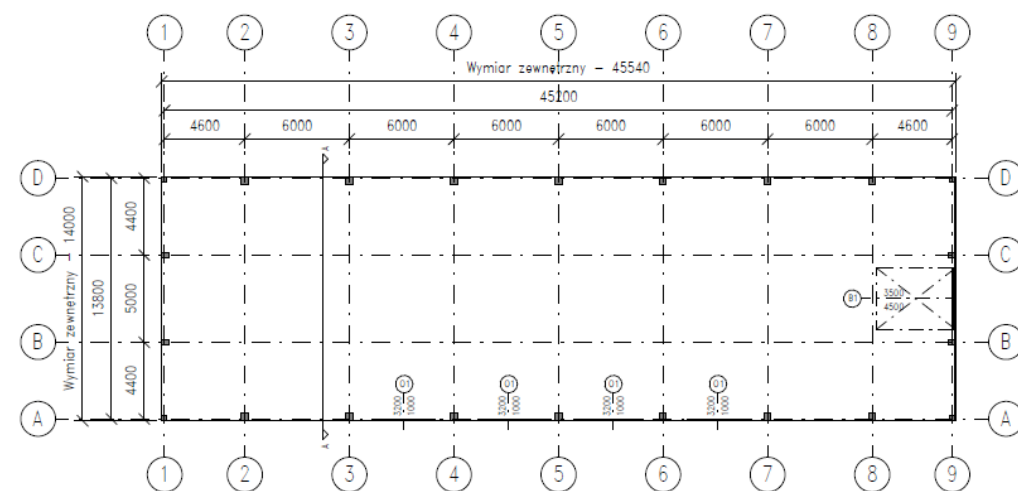 1 2 3 4 5 6 7 8 9
Wymiar zewnętrzny – 45540
45200
4600 6000 6000 6000 6000 6000 6000 4600
A
D D
4400
Wymiar zewnętrzny – 14000
13800
C C
5000
B1
3500
4500
B B
4400
O1 O1 O1 O1
3200 3200 3200 3200
1000 1000 1000 1000
A A
A
1 2 3 4 5 6 7 8 9